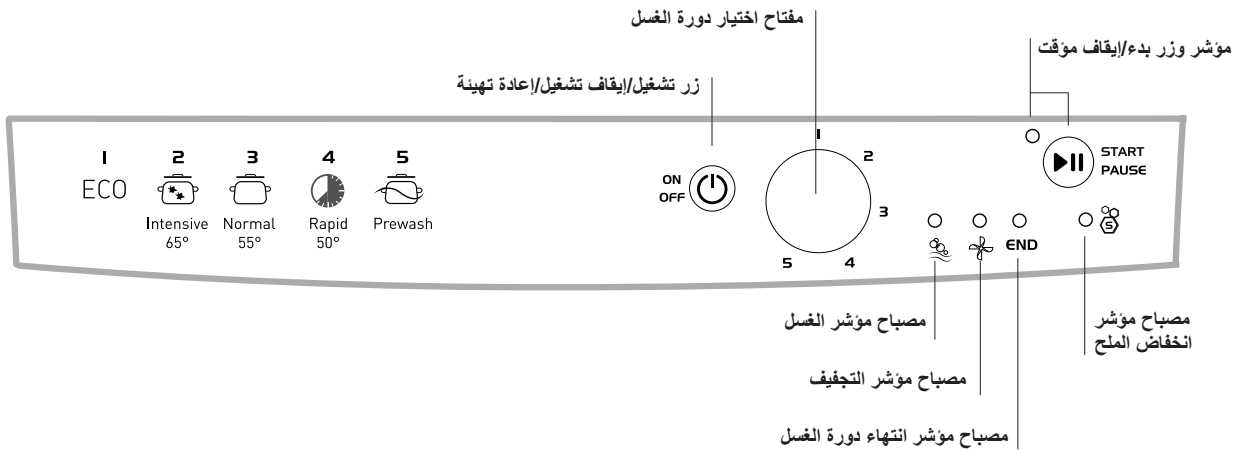 مفتاح اختيار دورة الغسل
مؤشر وزر بدء/إيقاف مؤقت
زر تشغيل/إيقاف تشغيل/إعادة تهيئة
1 2 3 4 5
ECO
Intensive Normal Rapid Prewash
65° 55° 50°
ON
OFF
1
2
3
4
5
START
PAUSE
END
S
مصباح مؤشر الغسل
مصباح مؤشر
انخفاض الملح
مصباح مؤشر التجفيف
مصباح مؤشر انتهاء دورة الغسل